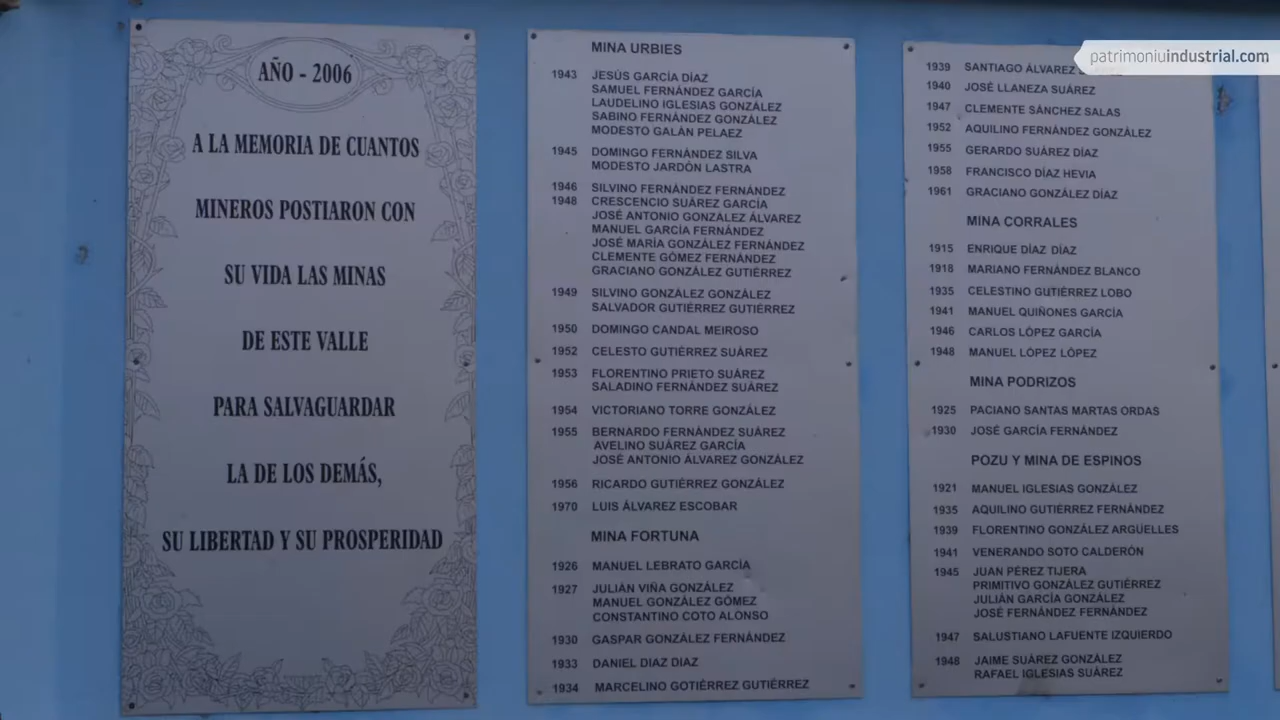 AÑO - 2006
A LA MEMORIA DE CUANTOS
MINEROS POSTIARON CON
SU VIDA LAS MINAS
DE ESTE VALLE
PARA SALVAGUARDAR
LA DE LOS DEMÁS,
SU LIBERTAD Y SU PROSPERIDAD
MINA URBIES
1943 JESÚS GARCÍA DÍAZ
SAMUEL FERNÁNDEZ GARCÍA
LAUDELINO IGLESIAS GONZÁLEZ
SABINO FERNÁNDEZ GONZÁLEZ
MODESTO GALÁN PELAEZ
1945 DOMINGO FERNÁNDEZ SILVA
MODESTO JARDÓN LASTRA
1946 SILVINO FERNÁNDEZ FERNÁNDEZ
1948 CRESCENCIO SUÁREZ GARCÍA
JOSÉ ANTONIO GONZÁLEZ ÁLVAREZ
MANUEL GARCÍA FERNÁNDEZ
JOSÉ MARÍA GONZÁLEZ FERNÁNDEZ
CLEMENTE GÓMEZ FERNÁNDEZ
GRACIANO GONZÁLEZ GUTIÉRREZ
1949 SILVINO GONZÁLEZ GONZÁLEZ
SALVADOR GUTIÉRREZ GUTIÉRREZ
1950 DOMINGO CANDAL MEIROSO
1952 CELESTO GUTIÉRREZ SUÁREZ
1953 FLORENTINO PRIETO SUÁREZ
SALADINO FERNÁNDEZ SUÁREZ
1954 VICTORIANO TORRE GONZÁLEZ
1955 BERNARDO FERNÁNDEZ SUÁREZ
AVELINO SUÁREZ GARCÍA
JOSÉ ANTONIO ÁLVAREZ GONZÁLEZ
1956 RICARDO GUTIÉRREZ GONZÁLEZ
1970 LUIS ÁLVAREZ ESCOBAR
MINA FORTUNA
1926 MANUEL LEBRATO GARCÍA
1927 JULIÁN VIÑA GONZÁLEZ
MANUEL GONZÁLEZ GÓMEZ
CONSTANTINO COTO ALONSO
1930 GASPAR GONZÁLEZ FERNÁNDEZ
1933 DANIEL DIAZ DIAZ
1934 MARCELINO GOTIÉRREZ GUTIÉRREZ
patrimoniuindustrial.com
1939 SANTIAGO ÁLVAREZ
1940 JOSÉ LLANEZA SUÁREZ
1947 CLEMENTE SÁNCHEZ SALAS
1952 AQUILINO FERNÁNDEZ GONZÁLEZ
1955 GERARDO SUÁREZ DÍAZ
1958 FRANCISCO DÍAZ HEVIA
1961 GRACIANO GONZÁLEZ DÍAZ
MINA CORRALES
1915 ENRIQUE DÍAZ DÍAZ
1918 MARIANO FERNÁNDEZ BLANCO
1935 CELESTINO GUTIÉRREZ LOBO
1941 MANUEL QUIÑONES GARCÍA
1946 CARLOS LÓPEZ GARCÍA
1948 MANUEL LÓPEZ LÓPEZ
MINA PODRIZOS
1925 PACIANO SANTAS MARTAS ORDAS
1930 JOSÉ GARCÍA FERNÁNDEZ
POZU Y MINA DE ESPINOS
1921 MANUEL IGLESIAS GONZÁLEZ
1935 AQUILINO GUTIÉRREZ FERNÁNDEZ
1939 FLORENTINO GONZÁLEZ ARGÜELLES
1941 VENERANDO SOTO CALDERÓN
1945 JUAN PÉREZ TIJERA
PRIMITIVO GONZÁLEZ GUTIÉRREZ
JULIÁN GARCÍA GONZÁLEZ
JOSÉ FERNÁNDEZ FERNÁNDEZ
1947 SALUSTIANO LAFUENTE IZQUIERDO
1948 JAIME SUÁREZ GONZÁLEZ
RAFAEL IGLESIAS SUÁREZ